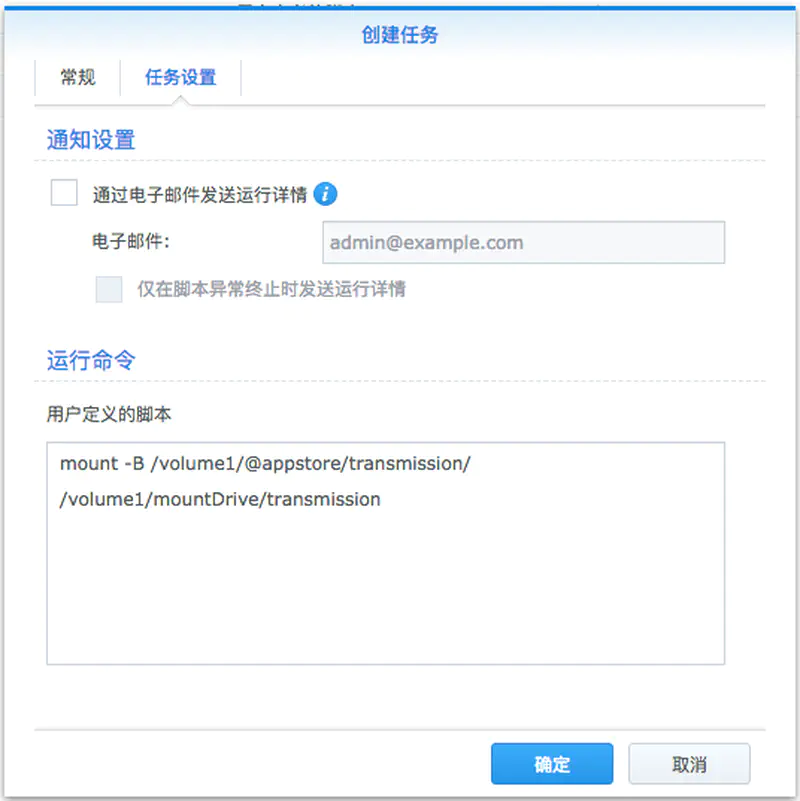 创建任务
常规
任务设置
通知设置
通过电子邮件发送运行详情
电子邮件:
admin@example.com
仅在脚本异常终止时发送运行详情
运行命令
用户定义的脚本
mount -B /volume1/@appstore/transmission/
/volume1/mountDrive/transmission
确定
取消